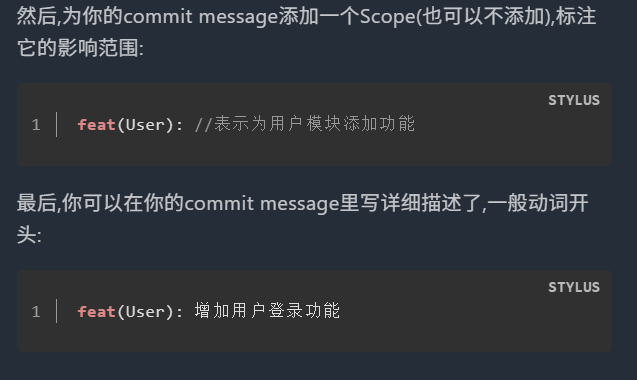 然后,为你的commit message添加一个Scope(也可以不添加),标注
它的影响范围:
STYLUS
1 feat(User): //表示为用户模块添加功能
最后,你可以在你的commit message里写详细描述了,一般动词开
头:
STYLUS
1 feat(User): 增加用户登录功能